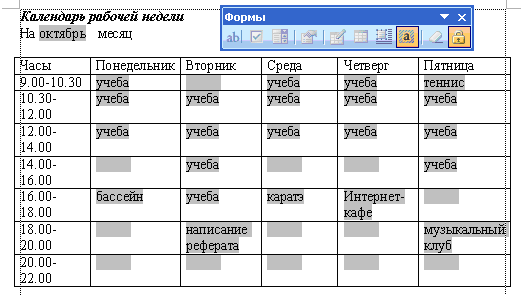 Календарь рабочей недели
На октябрь месяц
Формы
ab|
a
Часы Понедельник Вторник Среда Четверг Пятница
9.00-10.30 учеба учеба учеба теннис
10.30-
12.00 учеба учеба учеба учеба учеба
12.00-
14.00 учеба учеба учеба учеба учеба
14.00-
16.00 учеба учеба
16.00-
18.00 бассейн учеба каратэ Интернет-
кафе
18.00-
20.00 написание
реферата музыкальный
клуб
20.00-
22.00